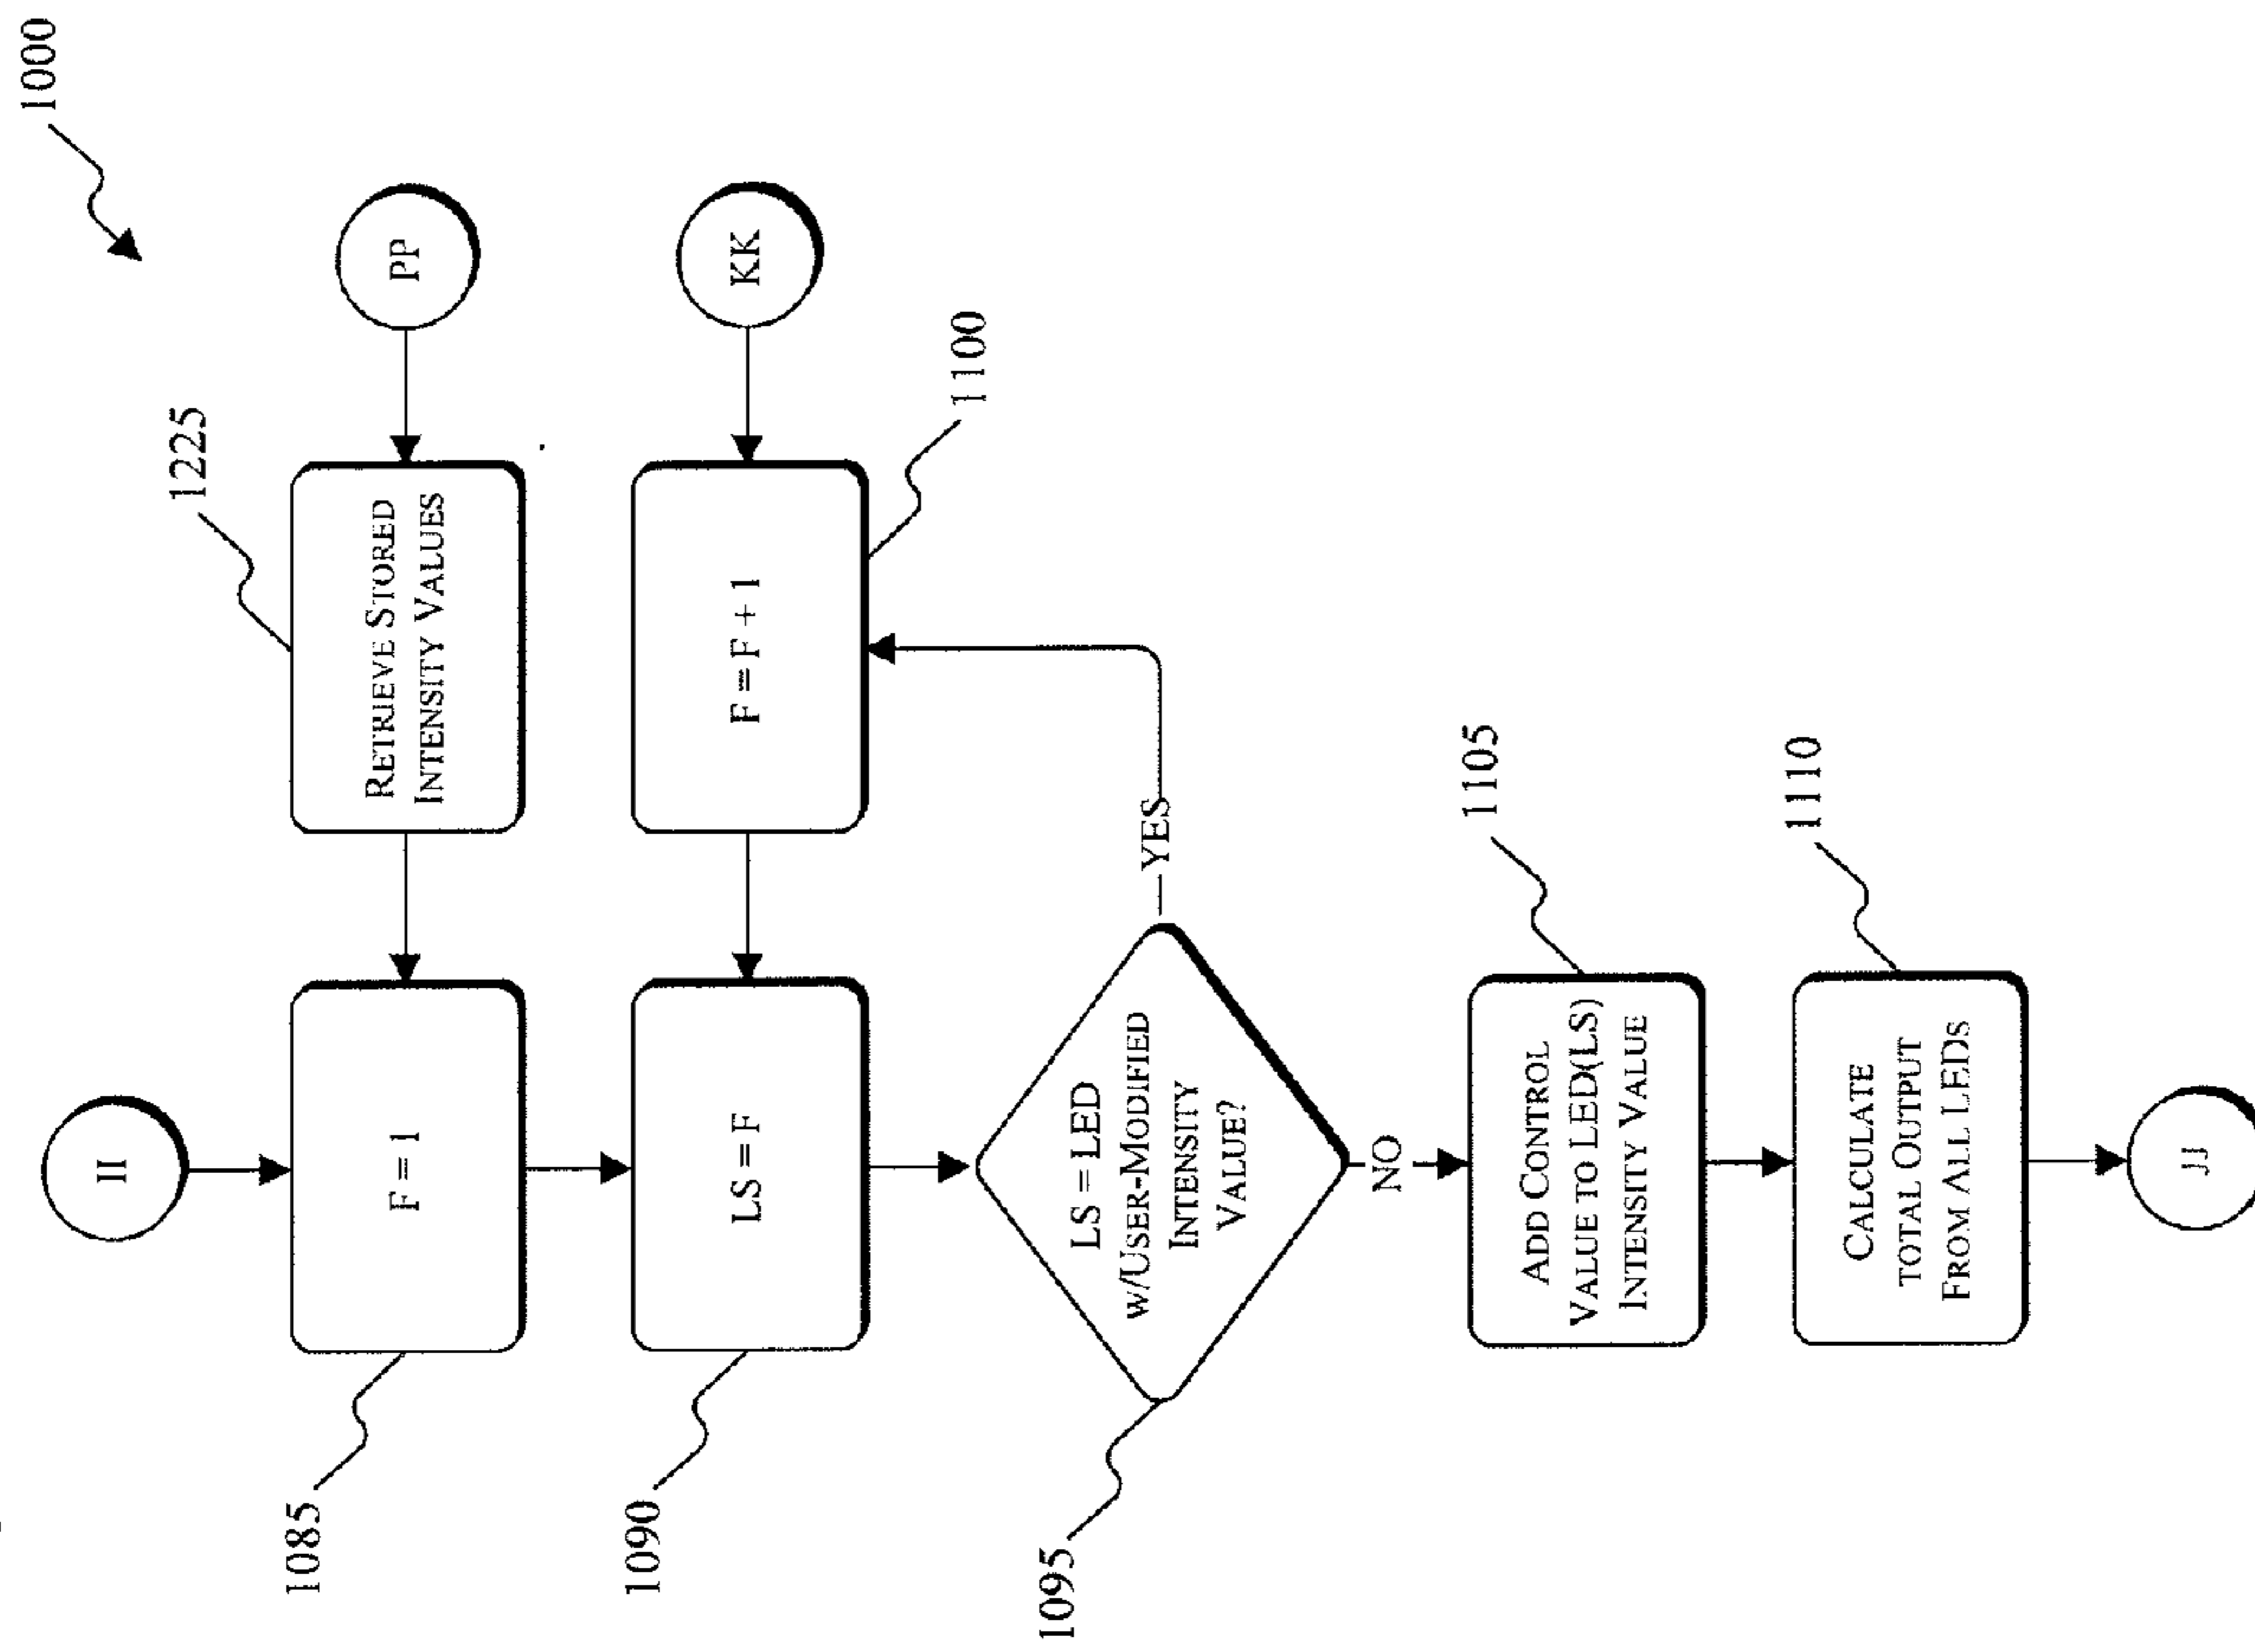 1000
II
PP
KK
1225
RETRIEVE STORED
INTENSITY VALUES
F = 1
1085
F = F + 1
1100
LS = F
1090
LS = LED
W/USER-MODIFIED
INTENSITY
VALUE?
1095
YES
NO
ADD CONTROL
VALUE TO LED(LS)
INTENSITY VALUE
1105
CALCULATE
TOTAL OUTPUT
FROM ALL LEDS
1110
JJ